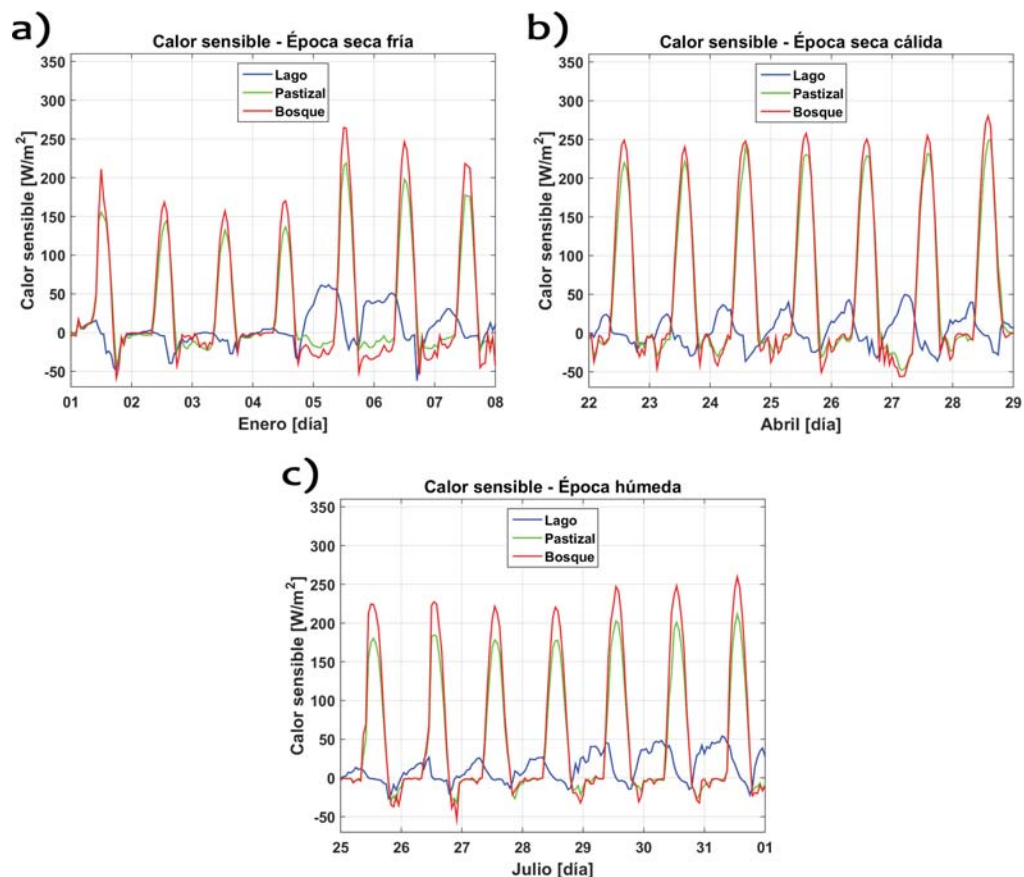 a)
Calor sensible - Época seca fría
Calor sensible [W/m²]
350
300
250
200
150
100
50
0
-50
Lago
Pastizal
Bosque
01 02 03 04 05 06 07 08
Enero [día]
b)
Calor sensible - Época seca cálida
Calor sensible [W/m²]
350
300
250
200
150
100
50
0
-50
Lago
Pastizal
Bosque
22 23 24 25 26 27 28 29
Abril [día]
c)
Calor sensible - Época húmeda
Calor sensible [W/m²]
350
300
250
200
150
100
50
0
-50
Lago
Pastizal
Bosque
25 26 27 28 29 30 31 01
Julio [día]